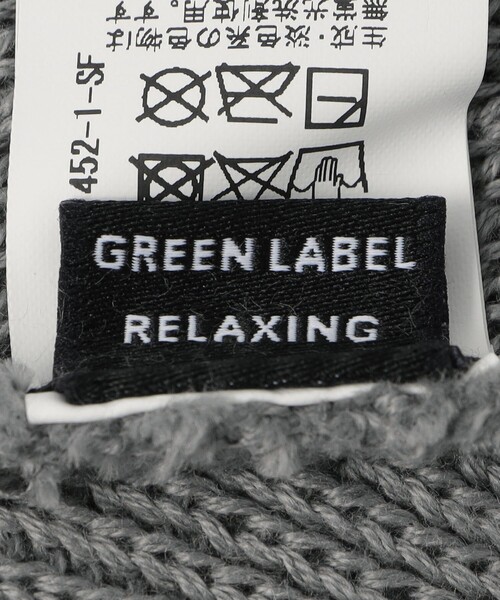 生成・淡色系の色物は
無蛍光洗剤使用。す
452-1-SF
GREEN LABEL
RELAXING